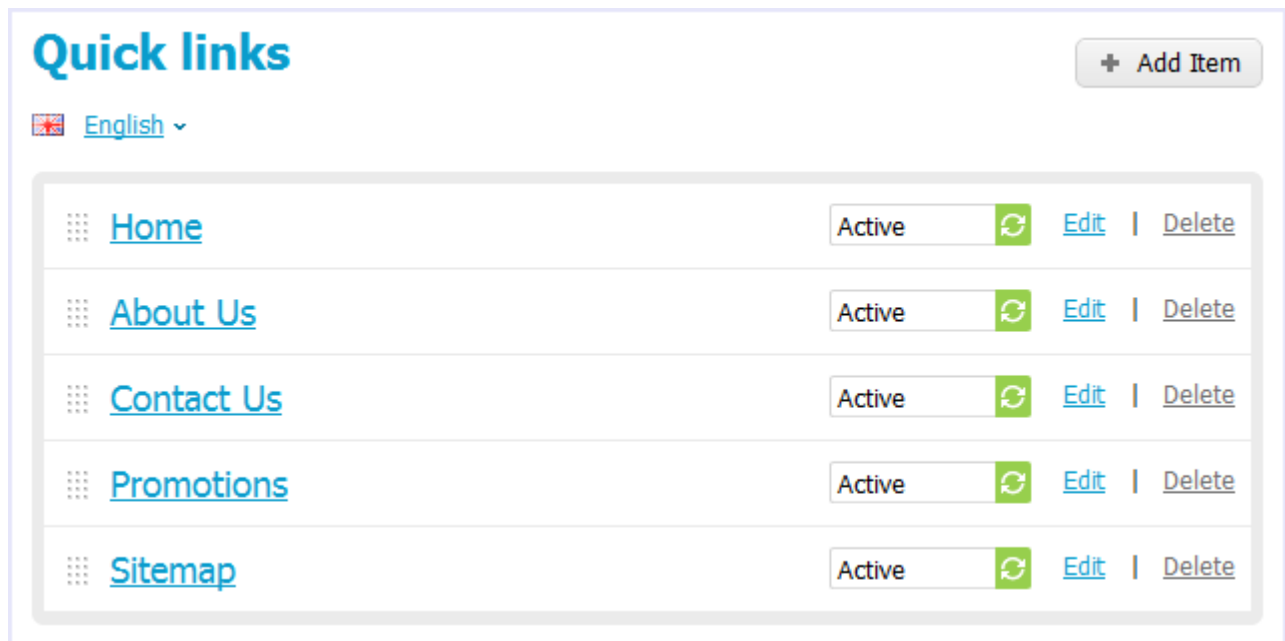 Quick links
+ Add Item
English
Home Active Edit | Delete
About Us Active Edit | Delete
Contact Us Active Edit | Delete
Promotions Active Edit | Delete
Sitemap Active Edit | Delete